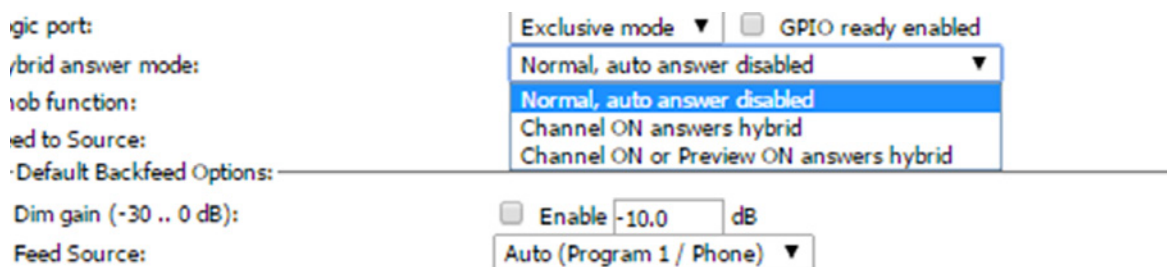 gic port: Exclusive mode GPIO ready enabled
ybrid answer mode: Normal, auto answer disabled
nob function: Normal, auto answer disabled
Channel ON answers hybrid
ed to Source:
Channel ON or Preview ON answers hybrid
Default Backfeed Options:
Dim gain (-30 .. 0 dB): Enable -10.0 dB
Feed Source: Auto (Program 1 / Phone)